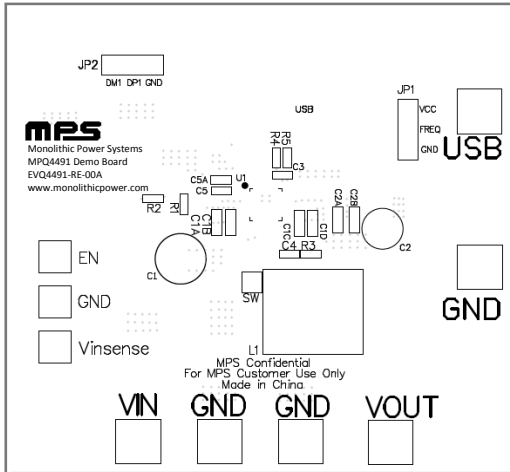 JP2
DM1 DP1 GND
USB
JP1
VCC
FREQ
GND
USB
mps
Monolithic Power Systems
MPQ4491 Demo Board
EVQ4491-RE-00A
www.monolithicpower.com
R4
R5
C3
U1
C5A
C5
R2
R1
C1A
C1B
C2A
C2B
C2
C1C
C1D
C4 R3
EN
C1
GND
SW
GND
Vinsense
L1
MPS Confidential
For MPS Customer Use Only
Made in China
VIN GND GND VOUT